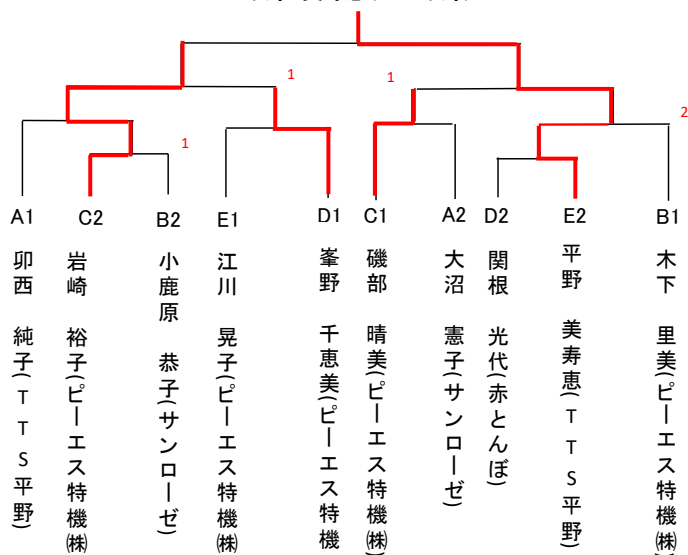 1
1
2
1
A1
C2
B2
E1
D1
C1
A2
D2
E2
B1
卯西 純子(TTS平野)
岩崎 裕子(ピーエス特機㈱
小鹿原 恭子(サンローゼ)
江川 晃子(ピーエス特機㈱
峯野 千恵美(ピーエス特機
磯部 晴美(ピーエス特機㈱
大沼 憲子(サンローゼ)
関根 光代(赤とんぼ)
平野 美寿恵(TTS平野)
木下 里美(ピーエス特機㈱